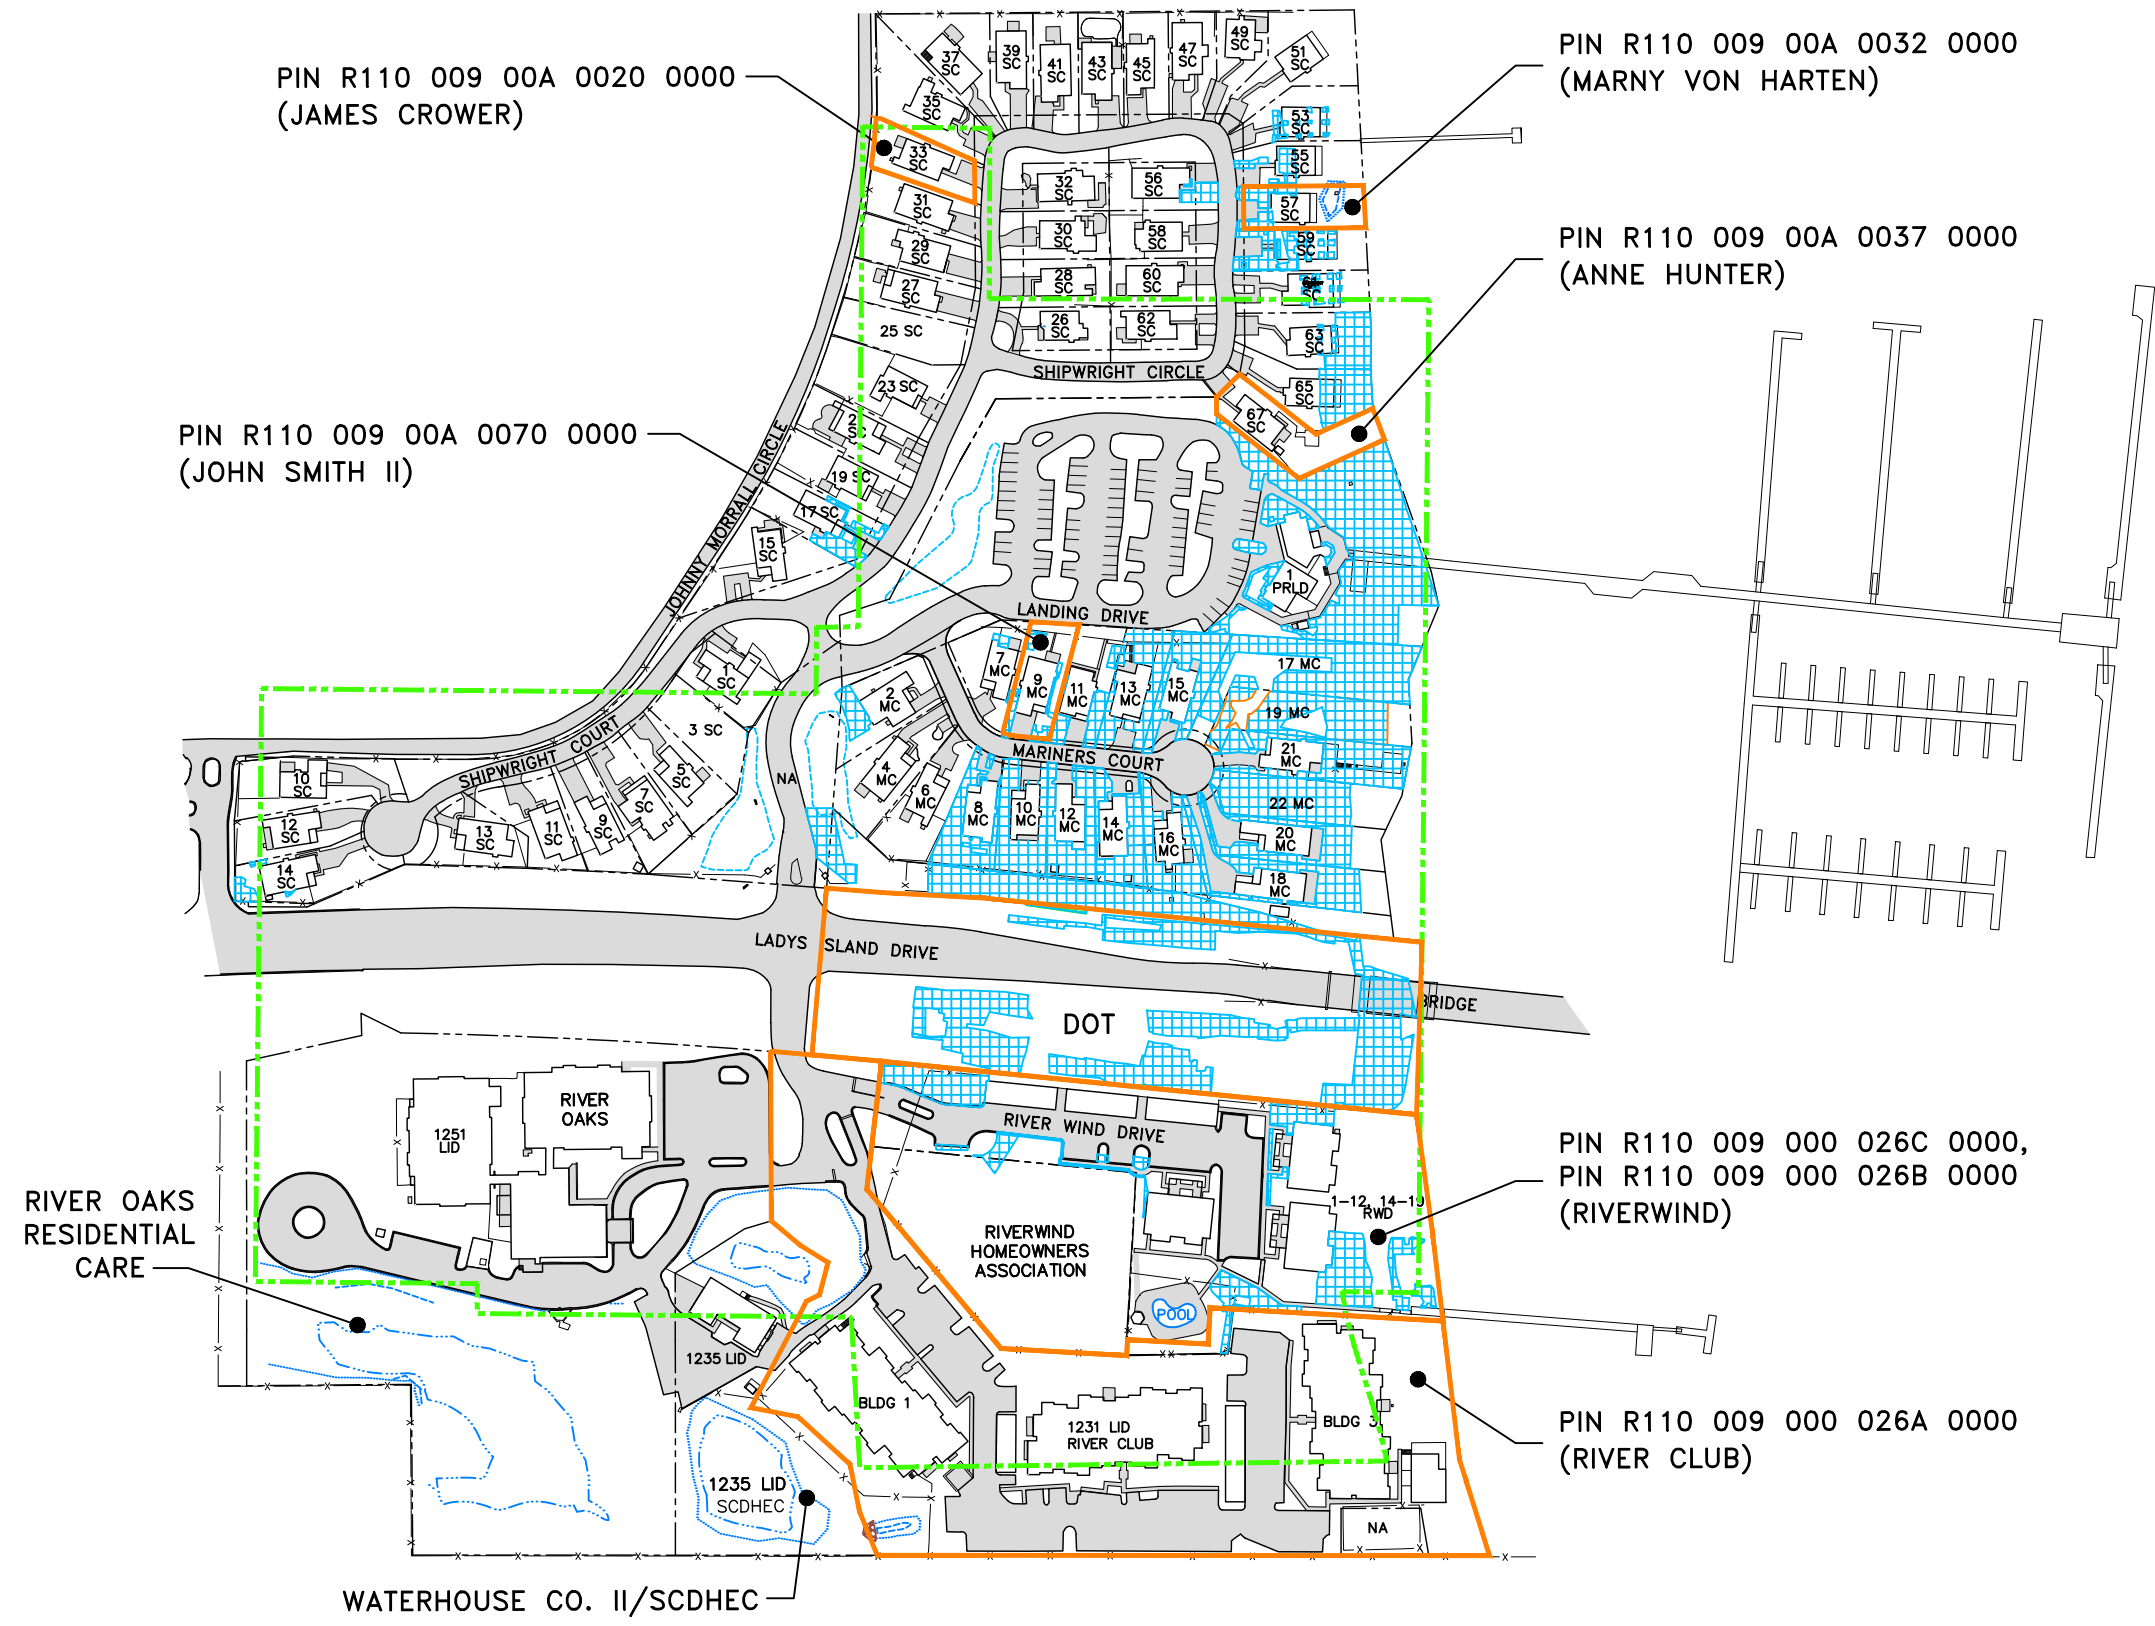 PIN R110 009 00A 0020 0000
(JAMES CROWER)
PIN R110 009 00A 0032 0000
(MARNY VON HARTEN)
PIN R110 009 00A 0037 0000
(ANNE HUNTER)
PIN R110 009 00A 0070 0000
(JOHN SMITH II)
37
SC
39
SC
41
SC
43
SC
45
SC
47
SC
49
SC
51
SC
35
SC
33
SC
31
SC
29
SC
27
SC
25 SC
23 SC
SC
19 SC
17 SC
15
SC
53
SC
55
SC
57
SC
59
SC
SC
63
SC
65
SC
67
SC
32
SC
56
SC
30
SC
58
SC
28
SC
60
SC
26
SC
62
SC
SHIPWRIGHT CIRCLE
JOHNNY MORRALL CIRCLE
1
PRLD
LANDING DRIVE
7
MC
9
MC
11
MC
13
MC
15
MC
17 MC
19 MC
21
MC
22 MC
20
MC
18
MC
2
MC
4
MC
6
MC
8
MC
10
MC
12
MC
14
MC
16
MC
MARINERS COURT
NA
1
SC
3 SC
5
SC
7
SC
9
SC
11
SC
13
SC
SHIPWRIGHT COURT
10
SC
12
SC
14
SC
LADYS ISLAND DRIVE
BRIDGE
DOT
RIVER
OAKS
1251
LID
RIVER WIND DRIVE
1-12, 14-19
RWD
RIVERWIND
HOMEOWNERS
ASSOCIATION
POOL
PIN R110 009 000 026C 0000,
PIN R110 009 000 026B 0000
(RIVERWIND)
RIVER OAKS
RESIDENTIAL
CARE
1235 LID
BLDG 1
1231 LID
RIVER CLUB
BLDG 3
PIN R110 009 000 026A 0000
(RIVER CLUB)
1235 LID
SCDHEC
NA
WATERHOUSE CO. II/SCDHEC